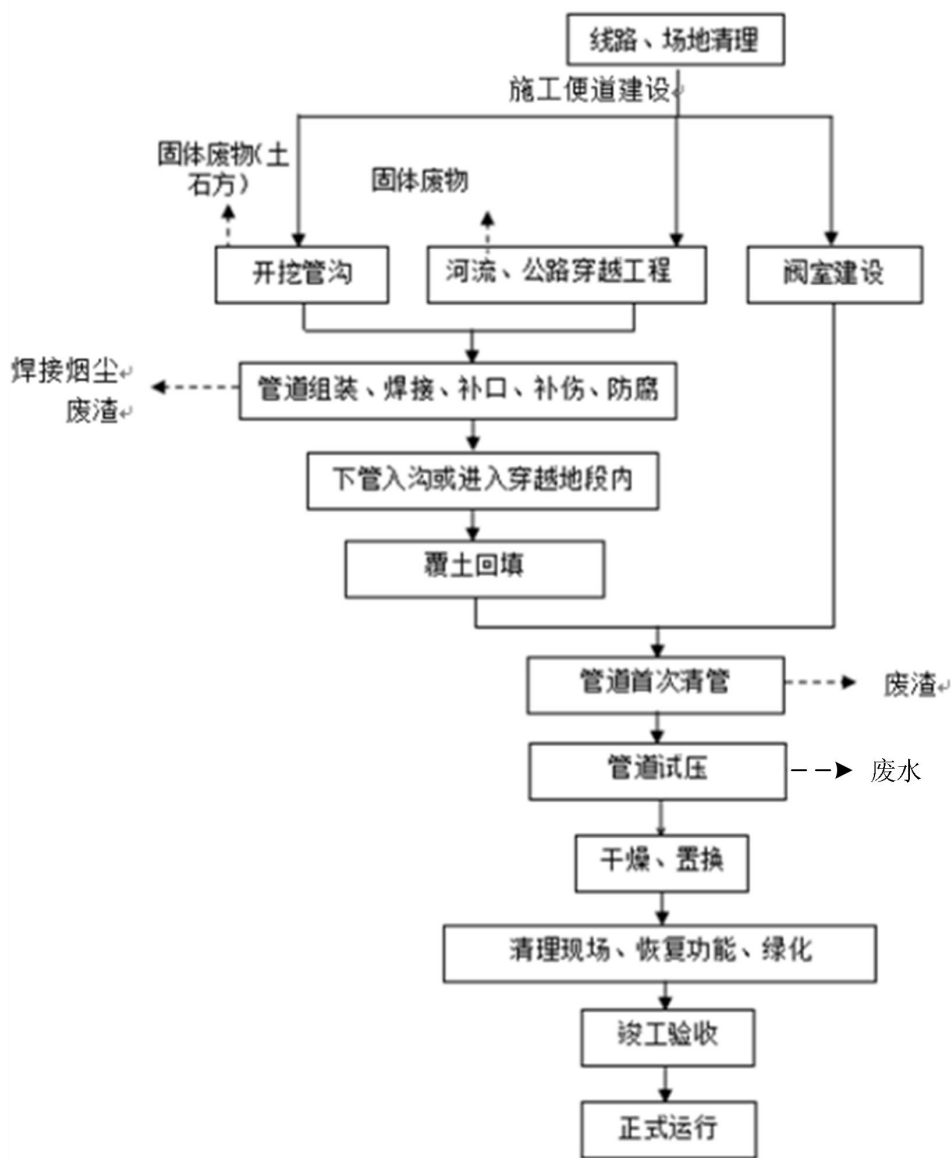 线路、场地清理
施工便道建设
固体废物(土
石方)
固体废物
开挖管沟
河流、公路穿越工程
阀室建设
焊接烟尘
废渣
管道组装、焊接、补口、补伤、防腐
下管入沟或进入穿越地段内
覆土回填
管道首次清管
废渣
管道试压
废水
干燥、置换
清理现场、恢复功能、绿化
竣工验收
正式运行